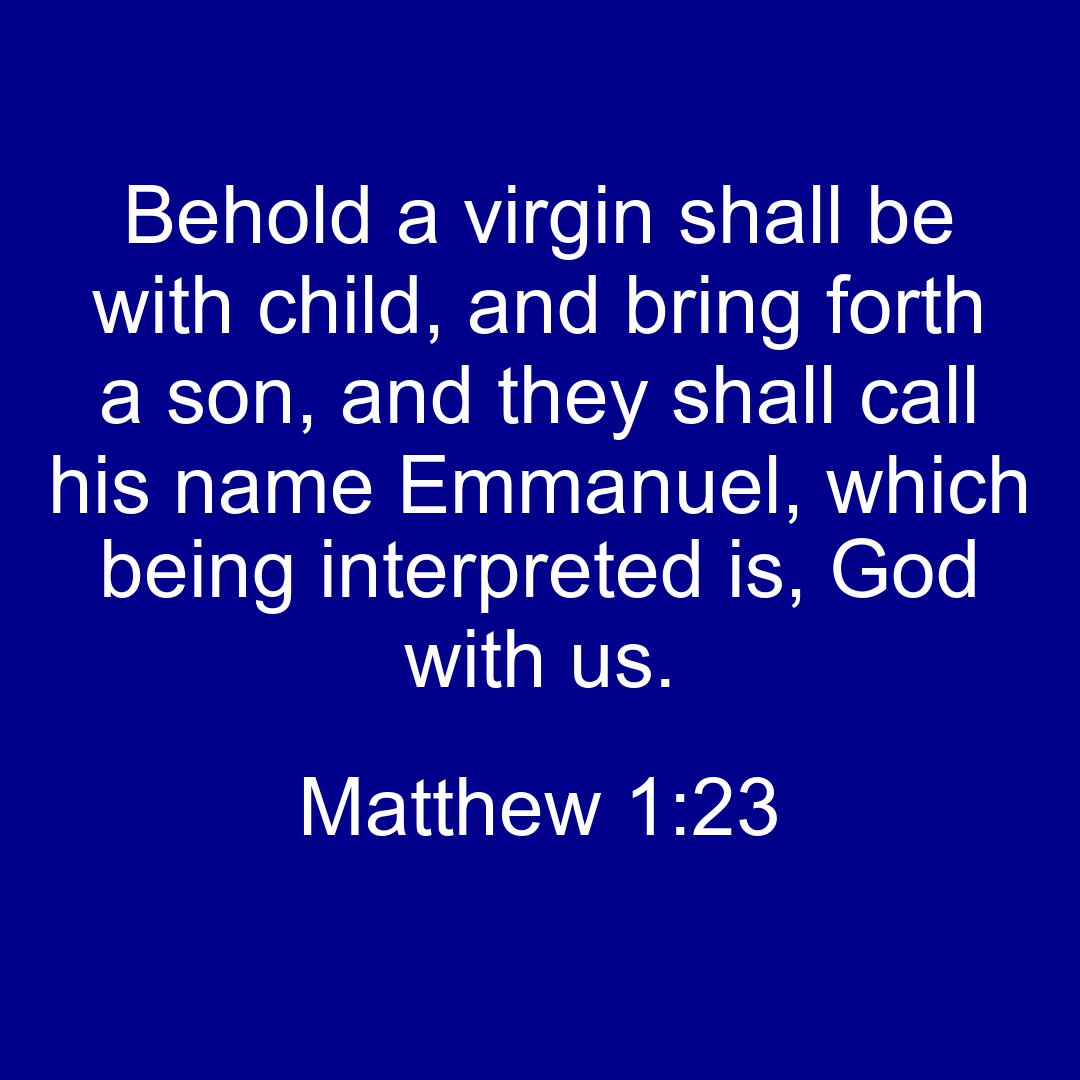 Behold a virgin shall be
with child, and bring forth
a son, and they shall call
his name Emmanuel, which
being interpreted is, God
with us.
Matthew 1:23